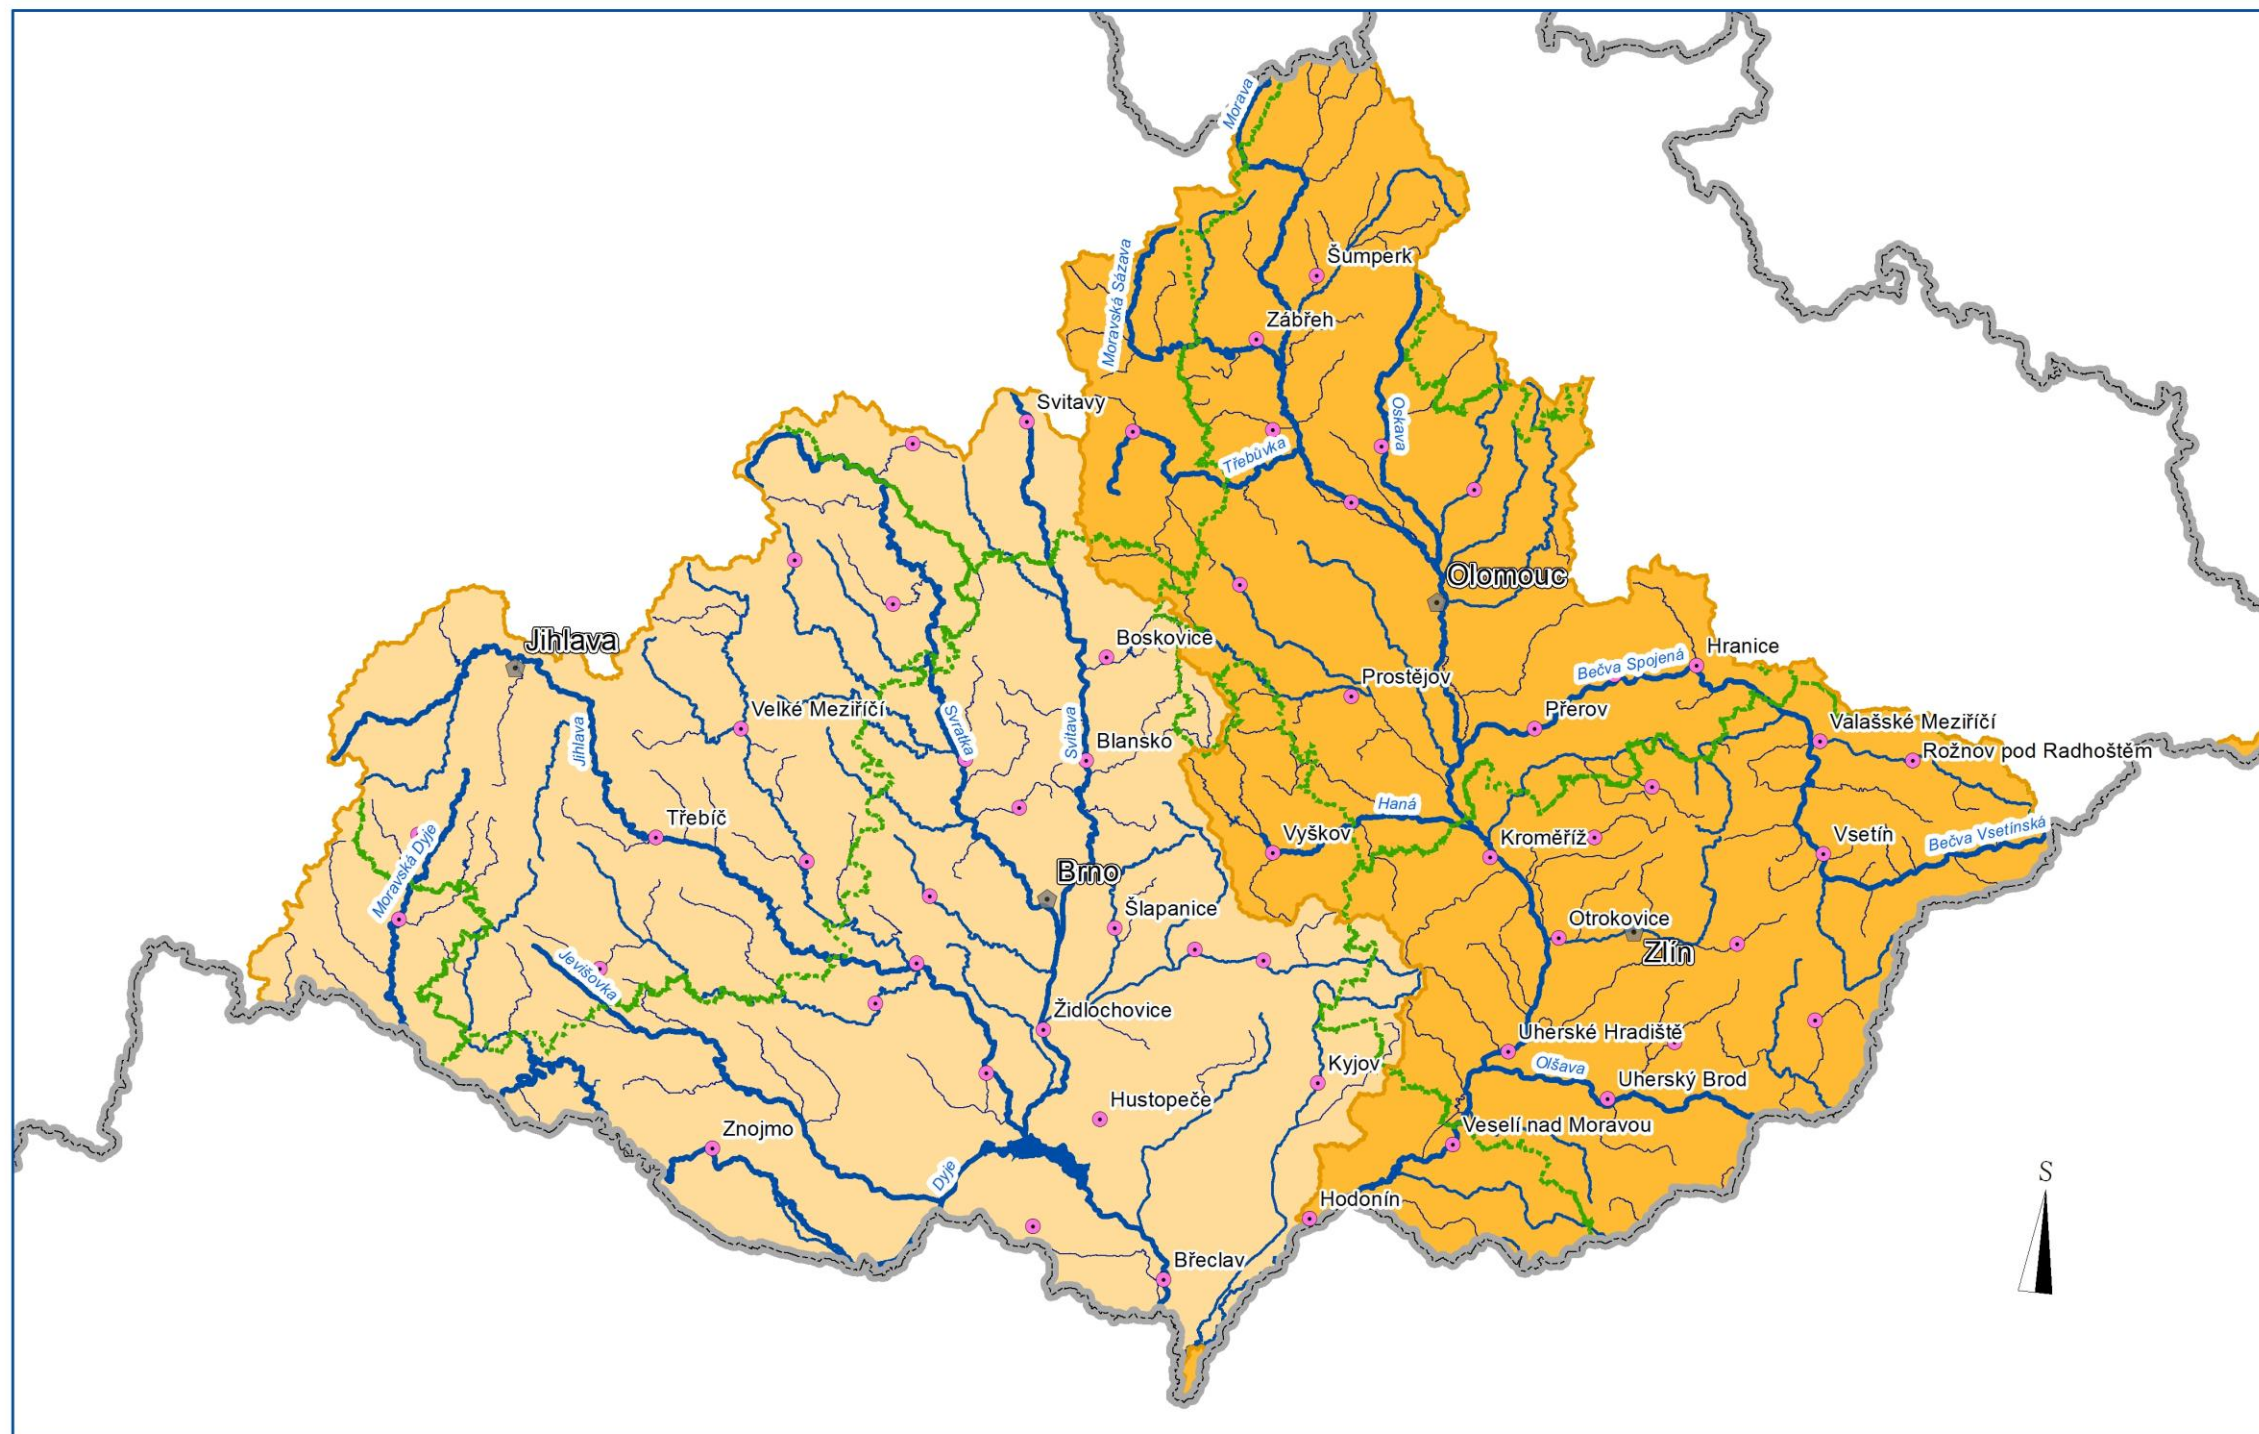 Morava
Šumperk
Moravská Sázava
Zábřeh
Svitavy
Oskava
Třebůvka
Olomouc
Jihlava
Boskovice
Hranice
Bečva Spojená
Prostějov
Velké Meziříčí
Přerov
Valašské Meziříčí
Svratka
Svitava
Jihlava
Blansko
Rožnov pod Radhoštěm
Haná
Třebíč
Vyškov
Kroměříž
Vsetín
Bečva Vsetínská
Moravská Dyje
Brno
Šlapanice
Otrokovice
Zlín
Jevišovka
Židlochovice
Uherské Hradiště
Kyjov
Olšava
Uherský Brod
Hustopeče
Znojmo
Veselí nad Moravou
Dyje
S
Hodonín
Břeclav